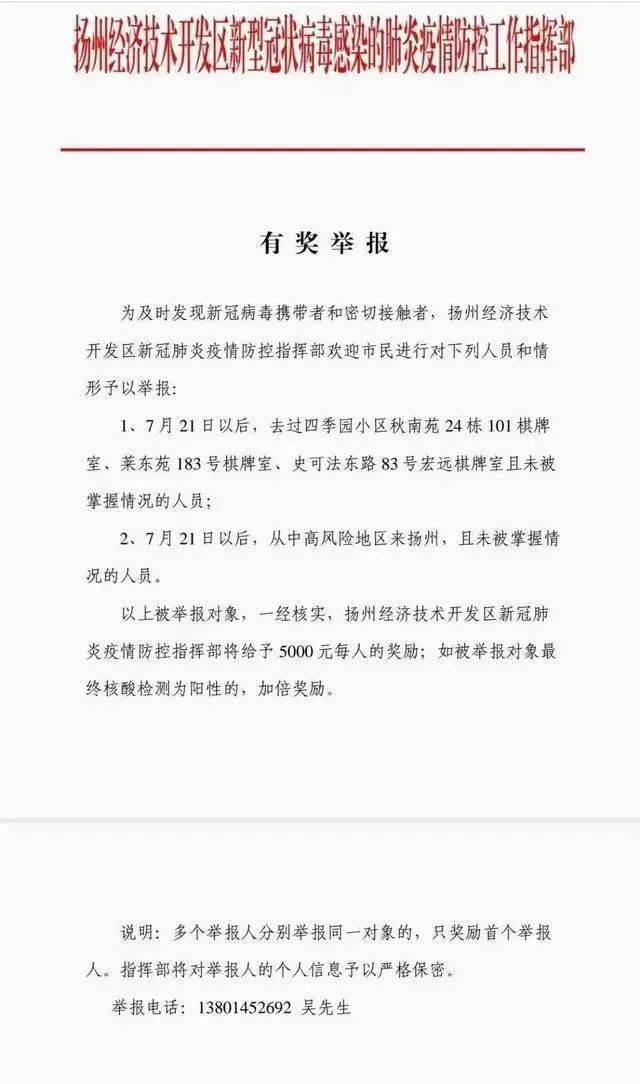 扬州经济技术开发区新型冠状病毒感染的肺炎疫情防控工作指挥部
有奖举报
为及时发现新冠病毒携带者和密切接触者，扬州经济技术
开发区新冠肺炎疫情防控指挥部欢迎市民进行对下列人员和情
形予以举报：
1、7月21日以后，去过四季园小区秋南苑24栋101棋牌
室、莱东苑183号棋牌室、史可法东路83号宏远棋牌室且未被
掌握情况的人员；
2、7月21日以后，从中高风险地区来扬州，且未被掌握情
况的人员。
以上被举报对象，一经核实，扬州经济技术开发区新冠肺
炎疫情防控指挥部将给予5000元每人的奖励；如被举报对象最
终核酸检测为阳性的，加倍奖励。
说明：多个举报人分别举报同一对象的，只奖励首个举报
人。指挥部将对举报人的个人信息予以严格保密。
举报电话：13801452692 吴先生